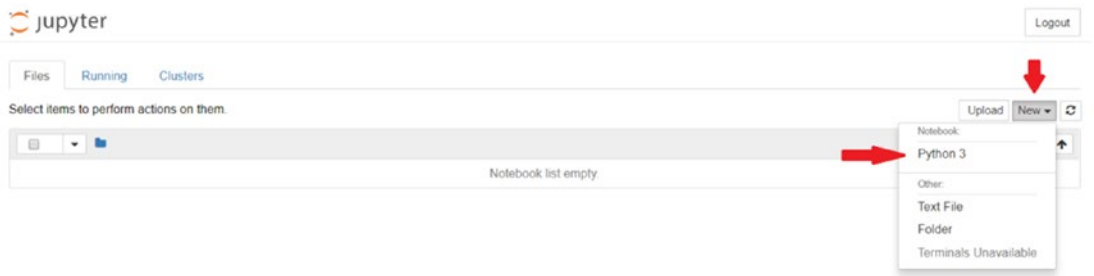 jupyter
Logout
Files Running Clusters
Select items to perform actions on them.
Upload New
Notebook:
Python 3
Notebook list empty.
Other:
Text File
Folder
Terminals Unavailable